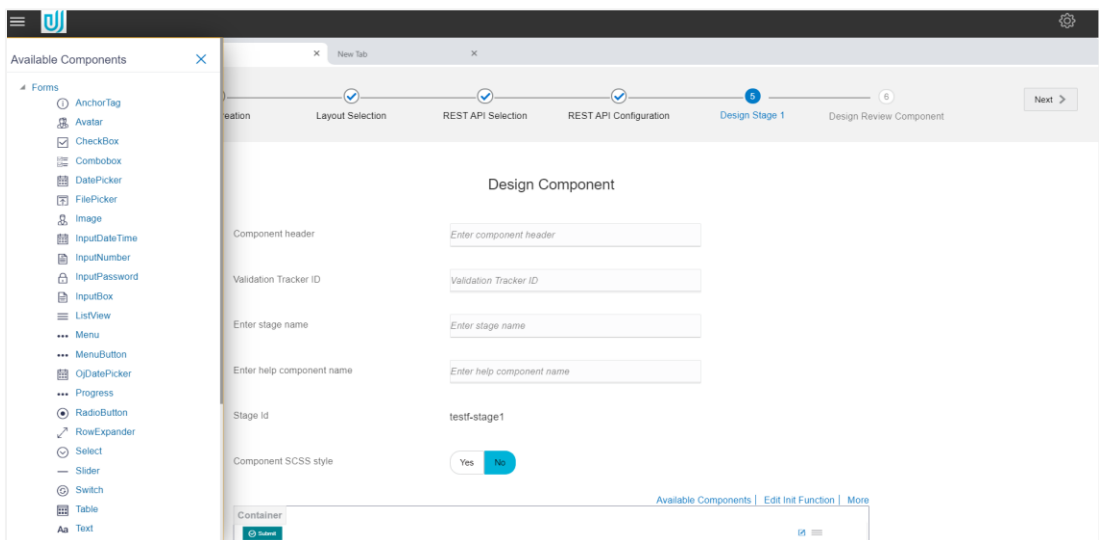 New Tab
Available Components
Forms
AnchorTag
Avatar
CheckBox
Combobox
DatePicker
FilePicker
Image
InputDateTime
InputNumber
InputPassword
InputBox
ListView
Menu
MenuButton
OjDatePicker
Progress
RadioButton
RowExpander
Select
Slider
Switch
Table
Aa Text
eation
Layout Selection
REST API Selection
REST API Configuration
5
Design Stage 1
6
Design Review Component
Next
Design Component
Component header
Enter component header
Validation Tracker ID
Validation Tracker ID
Enter stage name
Enter stage name
Enter help component name
Enter help component name
Stage Id
testf-stage1
Component SCSS style
Yes No
Available Components | Edit Init Function | More
Container
Submit